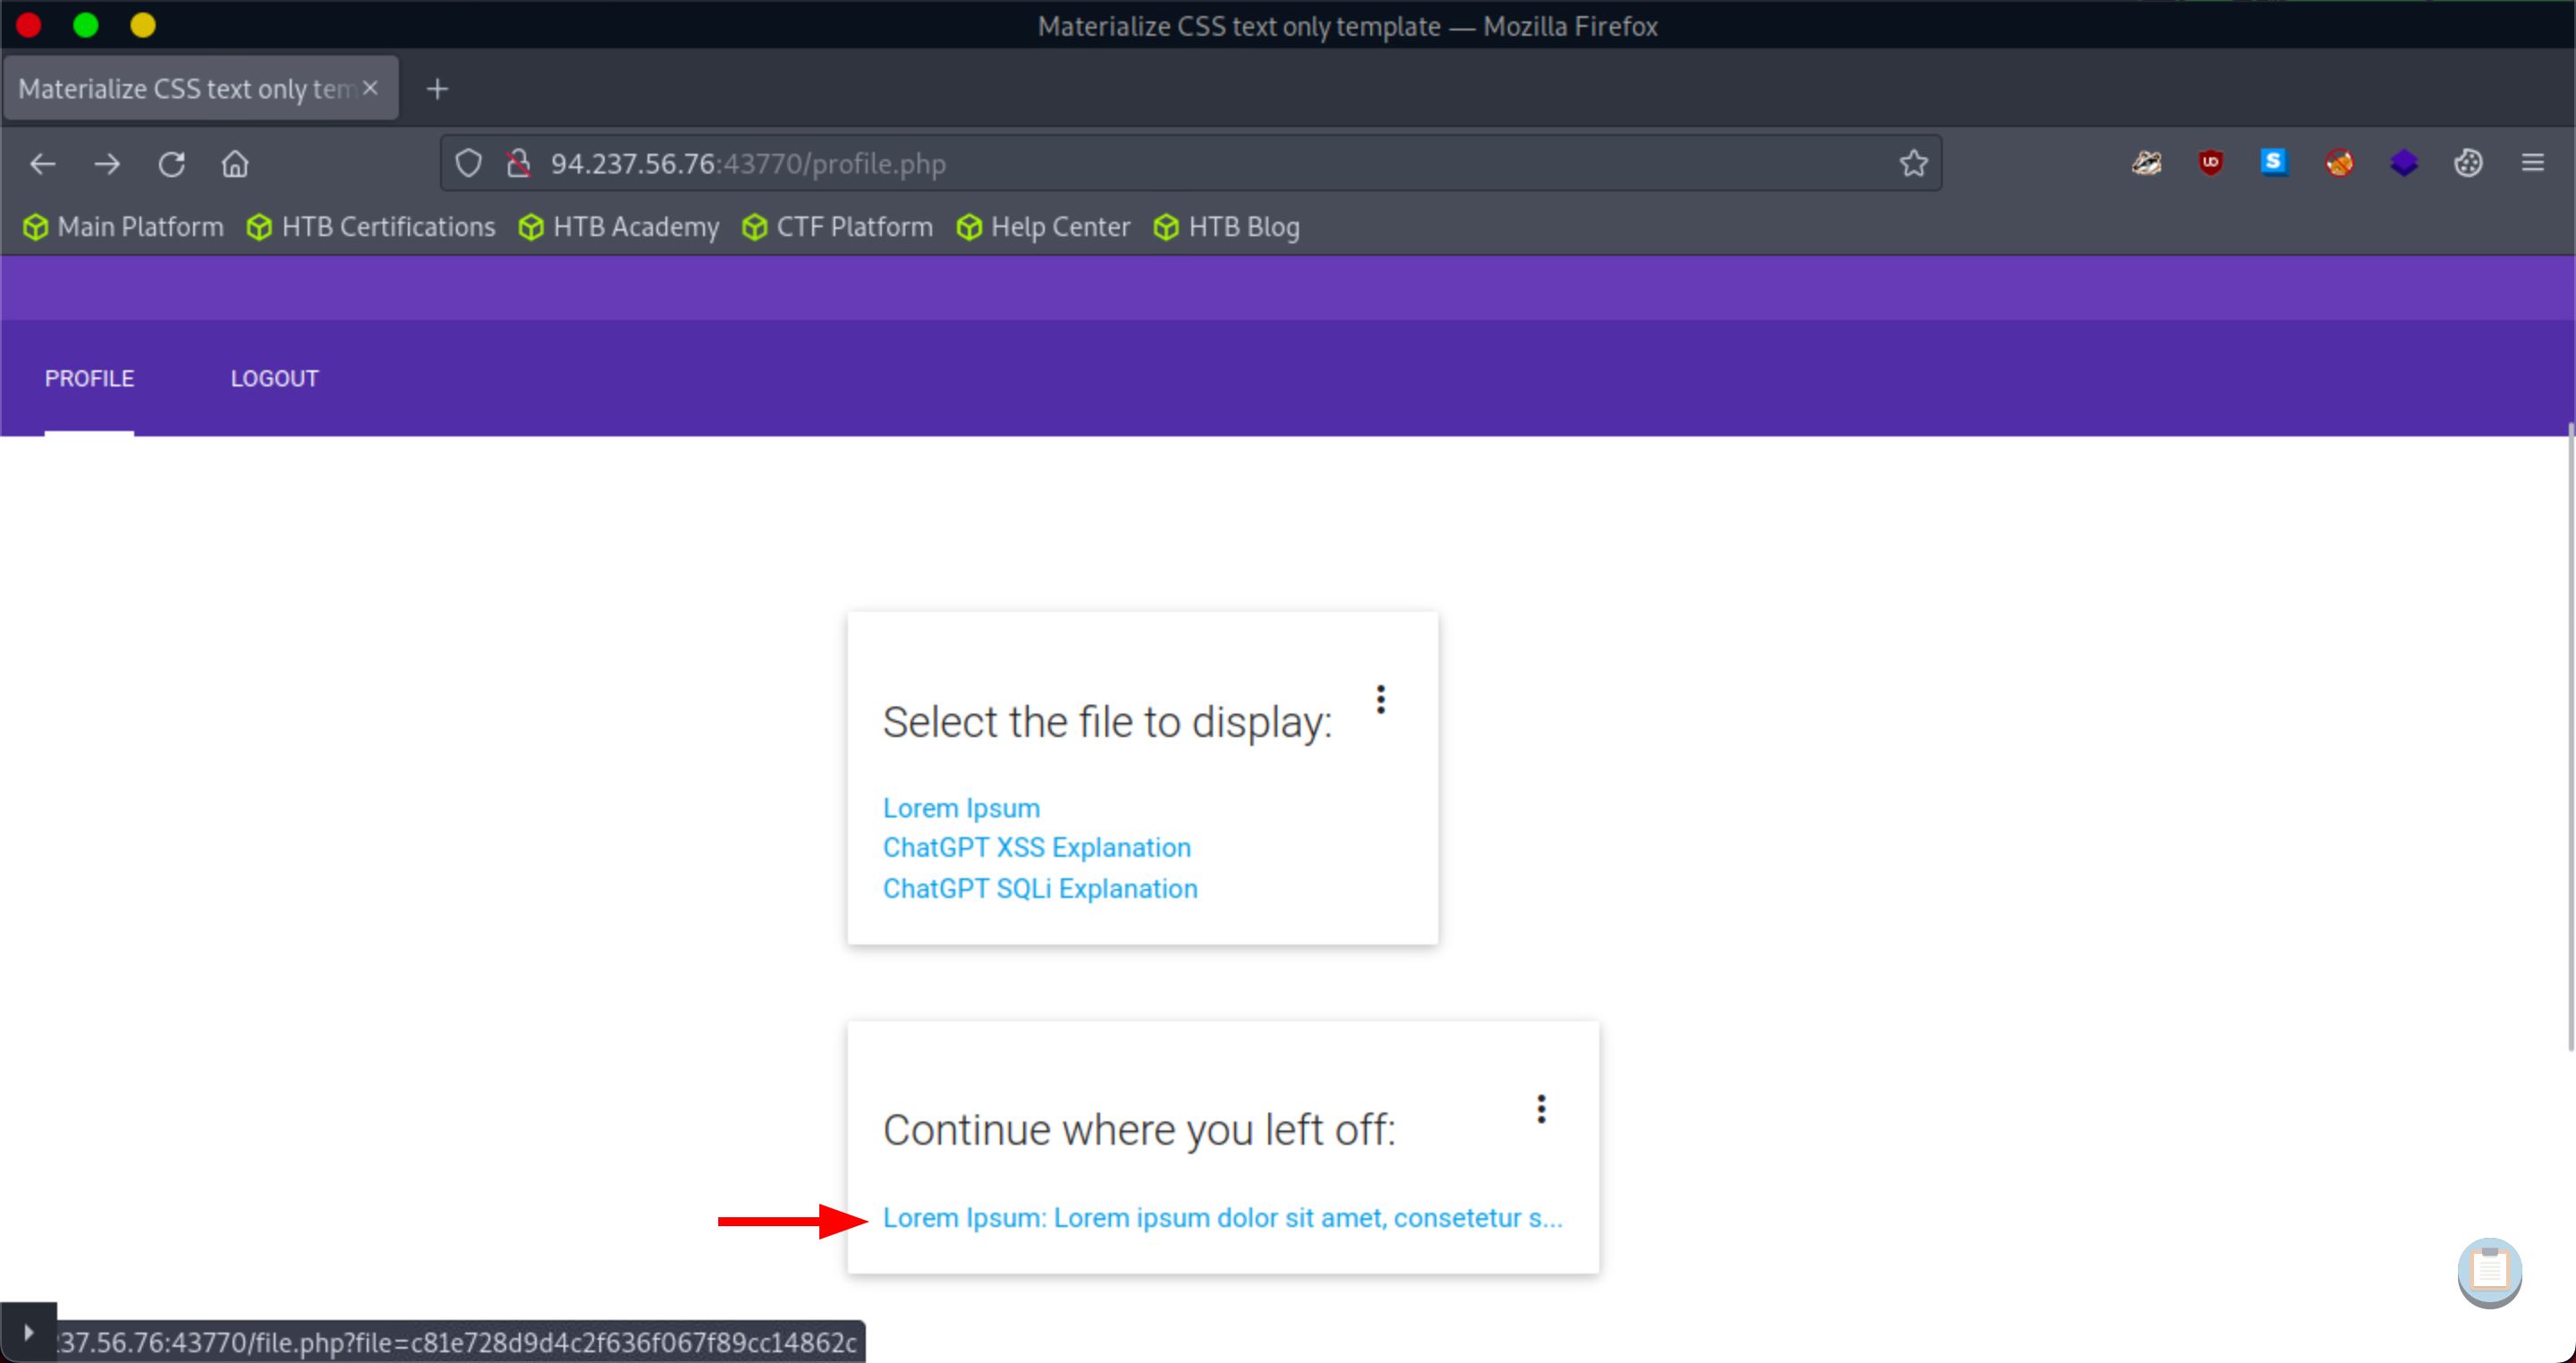 Materialize CSS text only template — Mozilla Firefox
Materialize CSS text only tem
94.237.56.76:43770/profile.php
Main Platform HTB Certifications HTB Academy CTF Platform Help Center HTB Blog
PROFILE LOGOUT
Select the file to display:
Lorem Ipsum
ChatGPT XSS Explanation
ChatGPT SQLi Explanation
Continue where you left off:
Lorem Ipsum: Lorem ipsum dolor sit amet, consetetur s...
37.56.76:43770/file.php?file=c81e728d9d4c2f636f067f89cc14862c